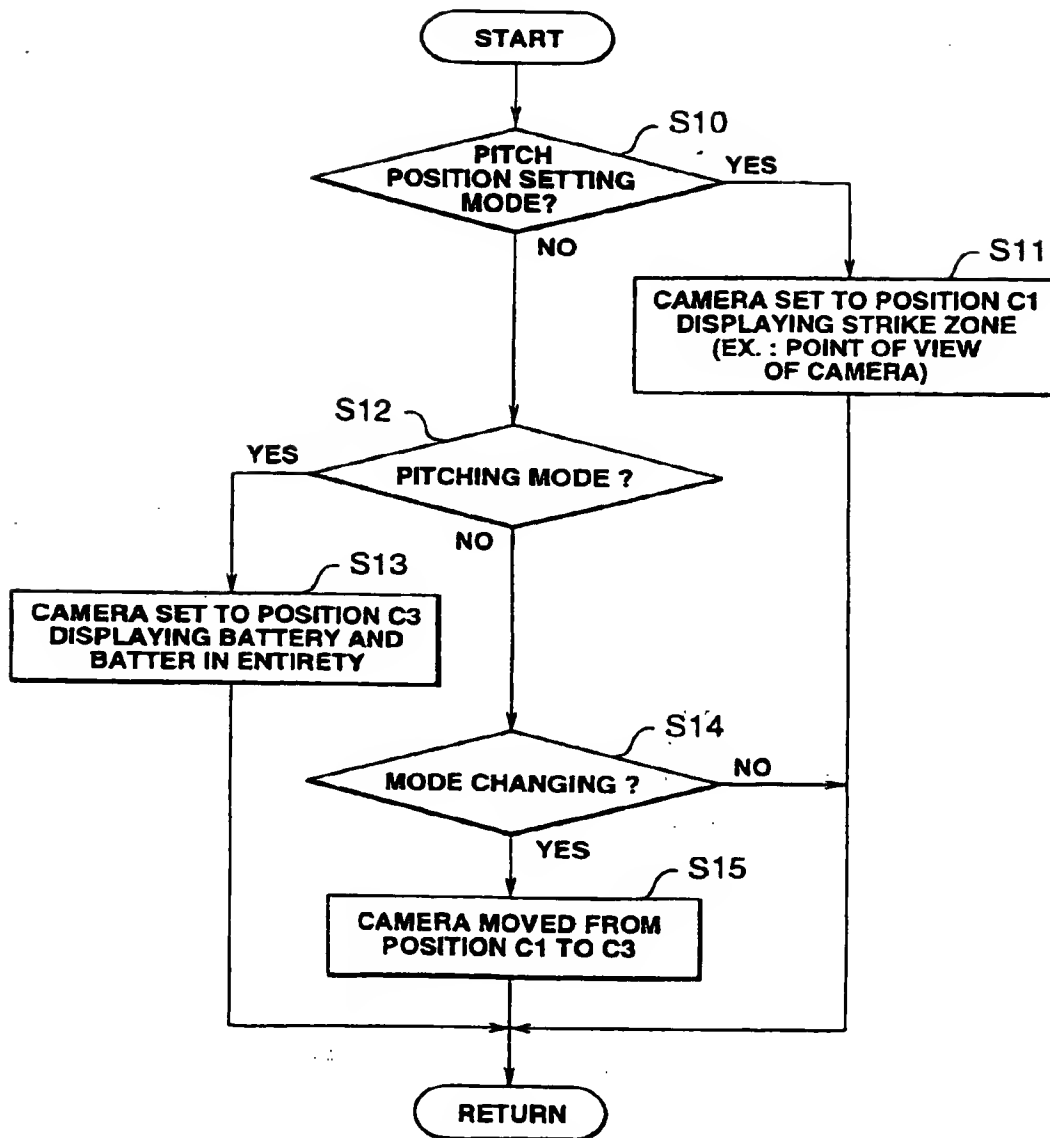 START
S10
PITCH
POSITION SETTING
MODE?
YES
NO
S11
CAMERA SET TO POSITION C1
DISPLAYING STRIKE ZONE
(EX. : POINT OF VIEW
OF CAMERA)
S12
YES
PITCHING MODE ?
NO
S13
CAMERA SET TO POSITION C3
DISPLAYING BATTERY AND
BATTER IN ENTIRETY
S14
MODE CHANGING ?
NO
YES
S15
CAMERA MOVED FROM
POSITION C1 TO C3
RETURN